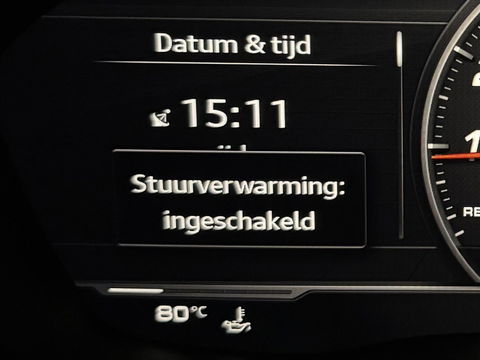 Datum & tijd
15:11
Stuurverwarming:
ingeschakeld
80°C